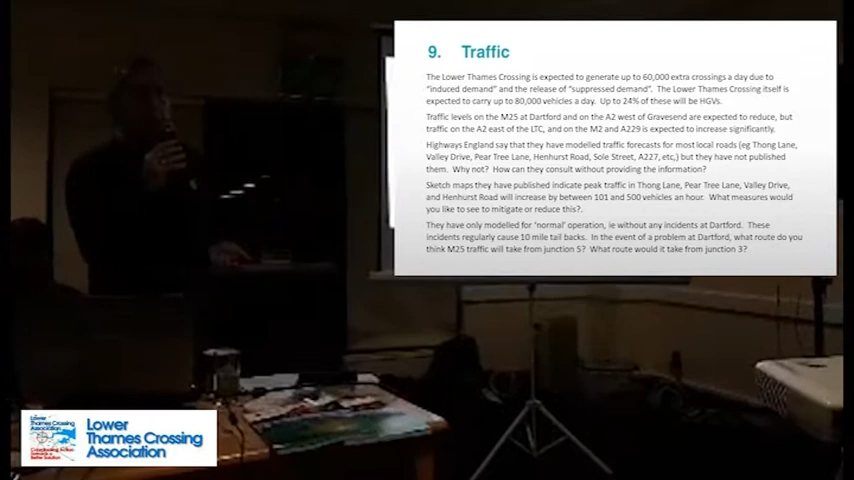 9. Traffic
The Lower Thames Crossing is expected to generate up to 60,000 extra crossings a day due to
"induced demand" and the release of "suppressed demand". The Lower Thames Crossing itself is
expected to carry up to 80,000 vehicles a day. Up to 24% of these will be HGVs.
Traffic levels on the M25 at Dartford and on the A2 west of Gravesend are expected to reduce, but
traffic on the A2 east of the LTC, and on the M2 and A229 is expected to increase significantly.
Highways England say that they have modelled traffic forecasts for most local roads (eg Thong Lane,
Valley Drive, Pear Tree Lane, Henhurst Road, Sole Street, A227, etc,) but they have not published
them. Why not? How can they consult without providing the information?
Sketch maps they have published indicate peak traffic in Thong Lane, Pear Tree Lane, Valley Drive,
and Henhurst Road will increase by between 101 and 500 vehicles an hour. What measures would
you like to see to mitigate or reduce this?.
They have only modelled for 'normal' operation, ie without any incidents at Dartford. These
incidents regularly cause 10 mile tail backs. In the event of a problem at Dartford, what route do you
think M25 traffic will take from junction 5? What route would it take from junction 3?
Lower
Thames Crossing
Association
Lower
Thames Crossing
Association
Better Solution